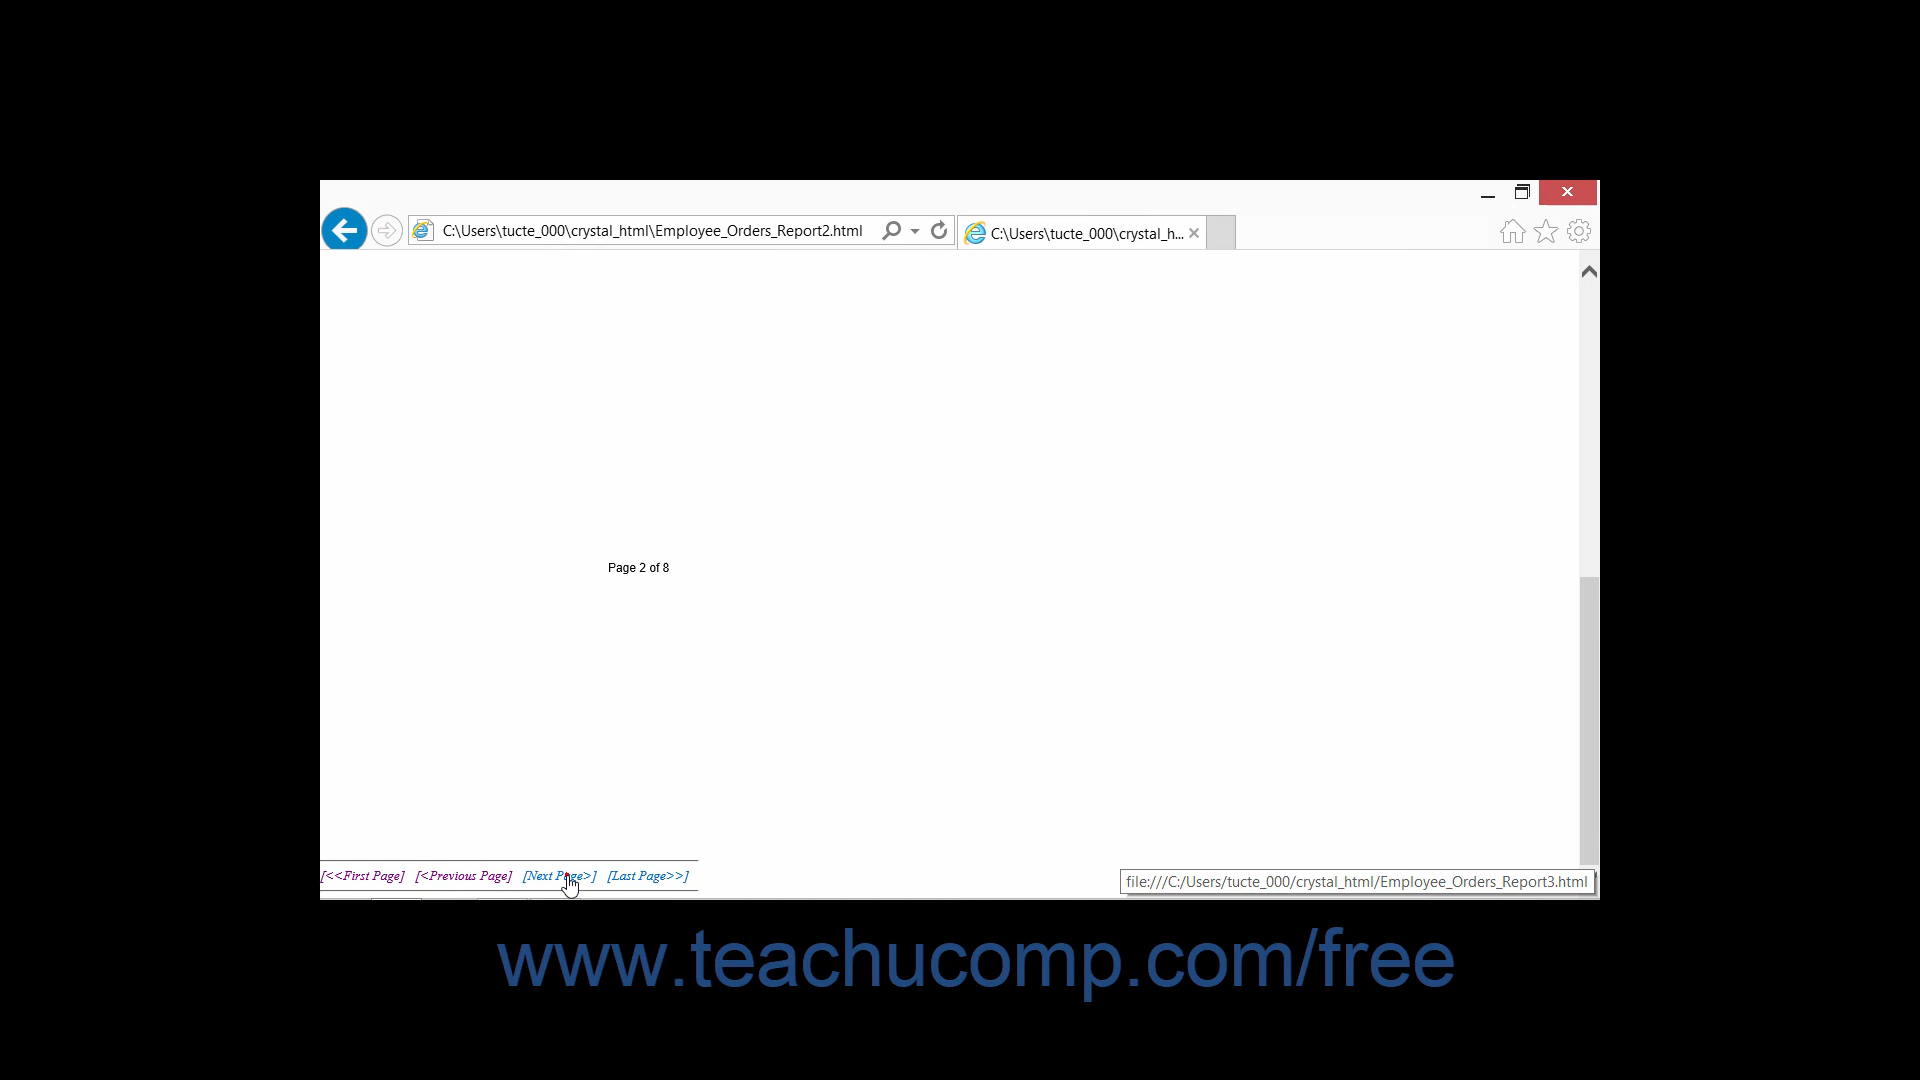 C:\Users\tucte_000\crystal_html\Employee_Orders_Report2.html
C:\Users\tucte_000\crystal_h...
Page 2 of 8
[<<First Page] [<Previous Page] [Next Page>] [Last Page>>]
file:///C:/Users/tucte_000/crystal_html/Employee_Orders_Report3.html
www.teachucomp.com/free